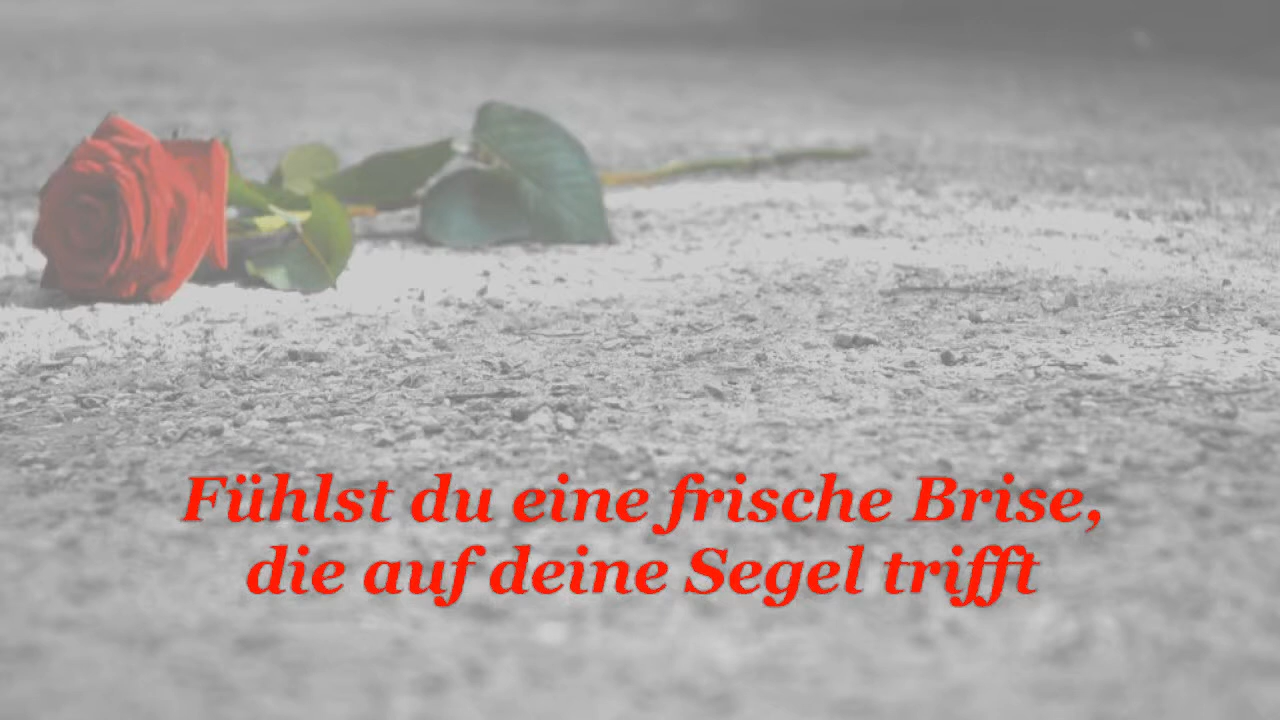 Fühlst du eine frische Brise,
die auf deine Segel trifft